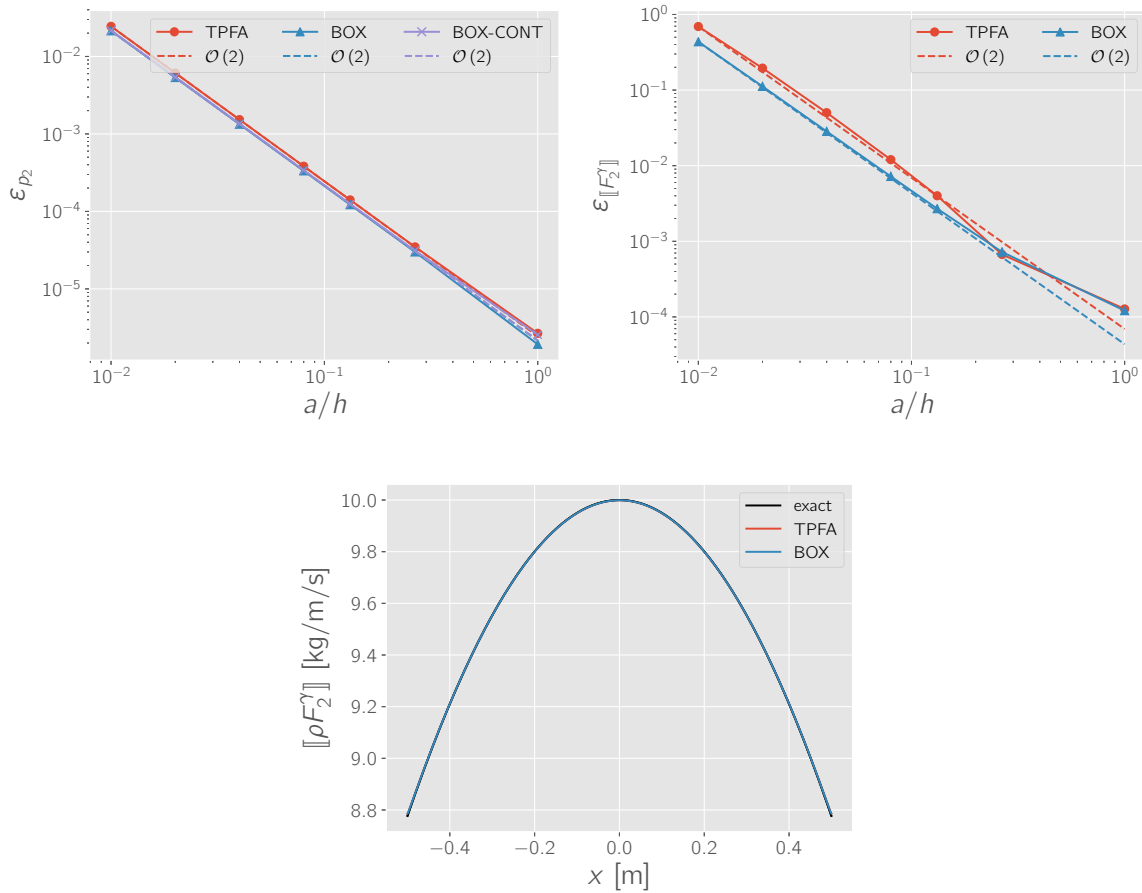 TPFA BOX BOX-CONT
𝒪 (2) 𝒪 (2) 𝒪 (2)
10⁻²
10⁻³
10⁻⁴
10⁻⁵
ε_{p₂}
10⁻² 10⁻¹ 10⁰
a/h
TPFA BOX
𝒪 (2) 𝒪 (2)
10⁰
10⁻¹
10⁻²
10⁻³
10⁻⁴
ε_{⟦F₂^γ⟧}
10⁻² 10⁻¹ 10⁰
a/h
exact
TPFA
BOX
10.0
9.8
9.6
9.4
9.2
9.0
8.8
⟦ρF₂^γ⟧ [kg/m/s]
−0.4 −0.2 0.0 0.2 0.4
x [m]